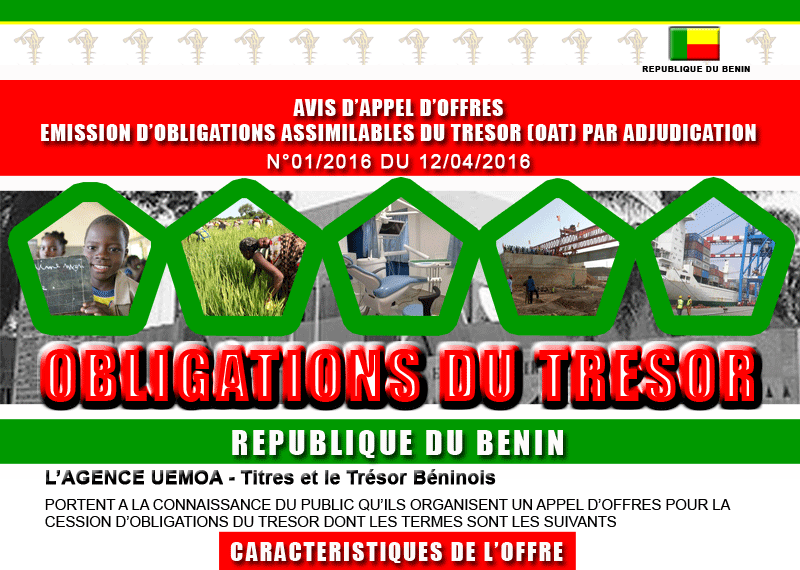 REPUBLIQUE DU BENIN
AVIS D'APPEL D'OFFRES
EMISSION D'OBLIGATIONS ASSIMILABLES DU TRESOR (OAT) PAR ADJUDICATION
N°01/2016 DU 12/04/2016
OBLIGATIONS DU TRESOR
REPUBLIQUE DU BENIN
L'AGENCE UEMOA - Titres et le Trésor Béninois
PORTENT A LA CONNAISSANCE DU PUBLIC QU'ILS ORGANISENT UN APPEL D'OFFRES POUR LA
CESSION D'OBLIGATIONS DU TRESOR DONT LES TERMES SONT LES SUIVANTS
CARACTERISTIQUES DE L'OFFRE